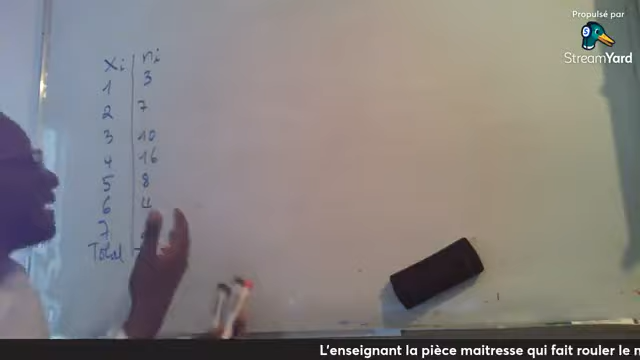 Propulsé par
StreamYard
xi ni
1 3
2 7
3 10
4 16
5 8
6 4
7
Total
L'enseignant la pièce maitresse qui fait rouler le